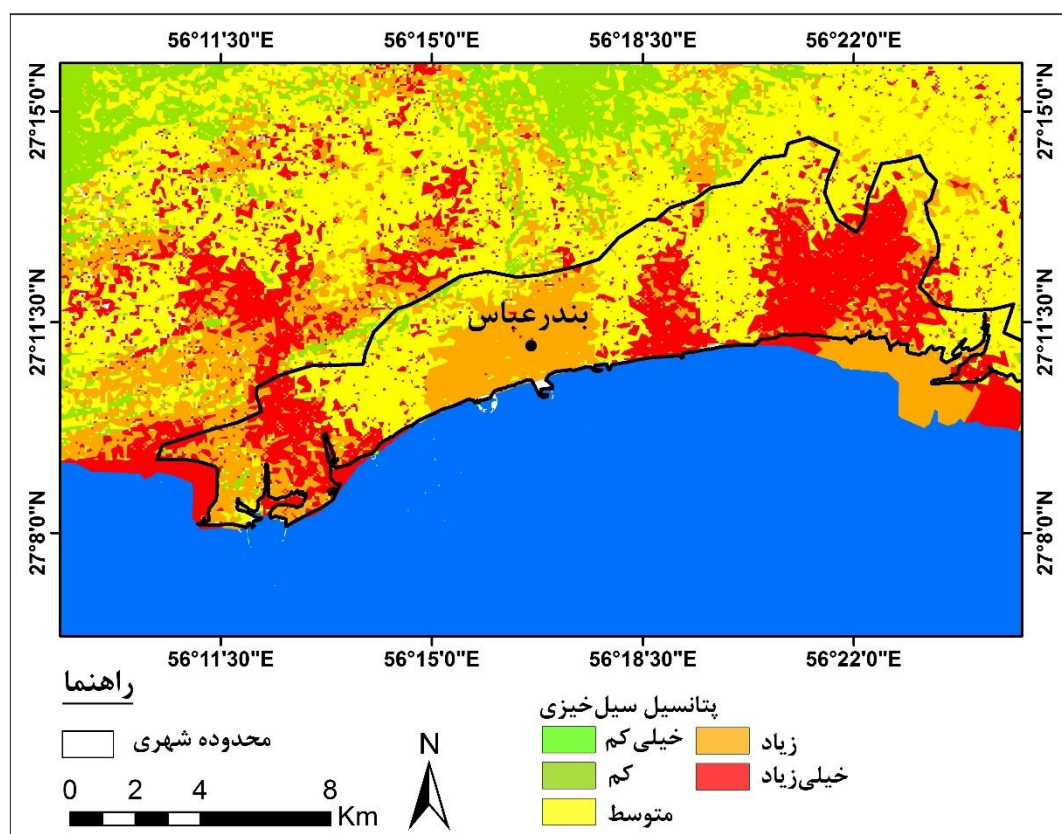 56°11'30"E 56°15'0"E 56°18'30"E 56°22'0"E
27°15'0"N 27°15'0"N
27°11'30"N 27°11'30"N
بندرعباس
27°8'0"N 27°8'0"N
56°11'30"E 56°15'0"E 56°18'30"E 56°22'0"E
راهنما
محدوده شهری
N
0 2 4 8
Km
پتانسیل سیل‌خیزی
خیلی‌کم زیاد
کم خیلی‌زیاد
متوسط